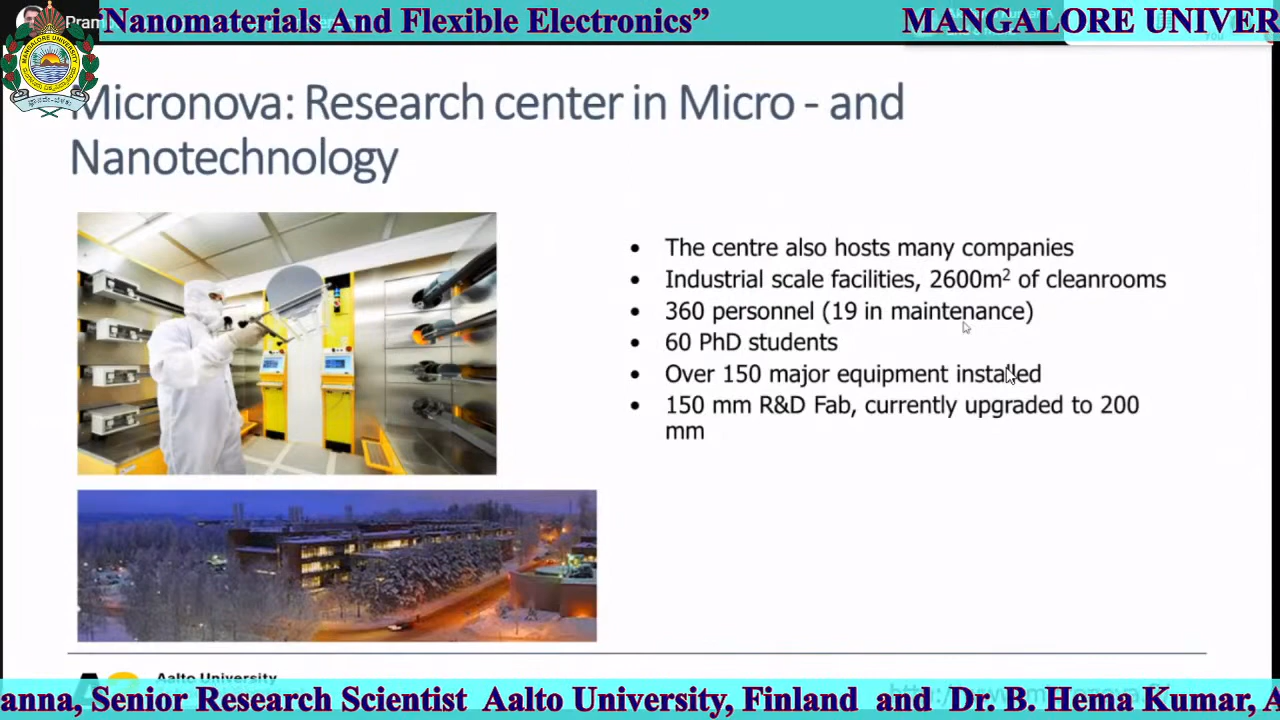 Pram
“Nanomaterials And Flexible Electronics”
MANGALORE UNIVER
MANGALORE UNIVERSITY
Micronova: Research center in Micro - and
Nanotechnology
• The centre also hosts many companies
• Industrial scale facilities, 2600m² of cleanrooms
• 360 personnel (19 in maintenance)
• 60 PhD students
• Over 150 major equipment installed
• 150 mm R&D Fab, currently upgraded to 200
mm
Aalto University
anna, Senior Research Scientist Aalto University, Finland and Dr. B. Hema Kumar, A